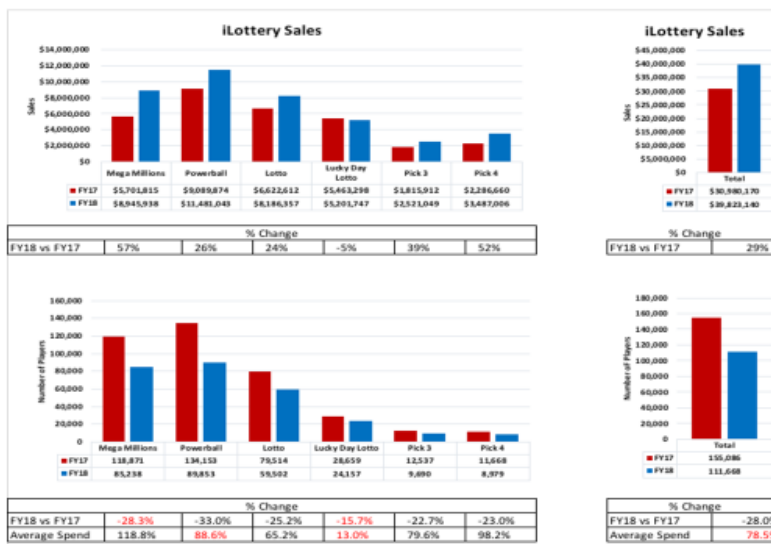 iLottery Sales
$14,000,000
$12,000,000
$10,000,000
$8,000,000
$6,000,000
$4,000,000
$2,000,000
$0
Sales
Mega Millions Powerball Lotto Lucky Day Lotto Pick 3 Pick 4
FY17 $5,701,815 $9,089,874 $6,622,612 $5,463,298 $1,815,912 $2,286,660
FY18 $8,945,938 $11,481,043 $8,186,357 $5,201,747 $2,521,049 $3,487,006
% Change
FY18 vs FY17 57% 26% 24% -5% 39% 52%
iLottery Sales
$45,000,000
$40,000,000
$35,000,000
$30,000,000
$25,000,000
$20,000,000
$15,000,000
$10,000,000
$5,000,000
$0
Sales
Total
FY17 $30,980,170
FY18 $39,823,140
% Change
FY18 vs FY17 29%
160,000
140,000
120,000
100,000
80,000
60,000
40,000
20,000
0
Number of Players
Mega Millions Powerball Lotto Lucky Day Lotto Pick 3 Pick 4
FY17 118,871 134,153 79,514 28,659 12,537 11,668
FY18 85,238 89,853 59,502 24,157 9,690 8,979
% Change
FY18 vs FY17 -28.3% -33.0% -25.2% -15.7% -22.7% -23.0%
Average Spend 118.8% 88.6% 65.2% 13.0% 79.6% 98.2%
180,000
160,000
140,000
120,000
100,000
80,000
60,000
40,000
20,000
0
Number of Players
Total
FY17 155,086
FY18 111,668
% Change
FY18 vs FY17 -28.0%
Average Spend 78.5%